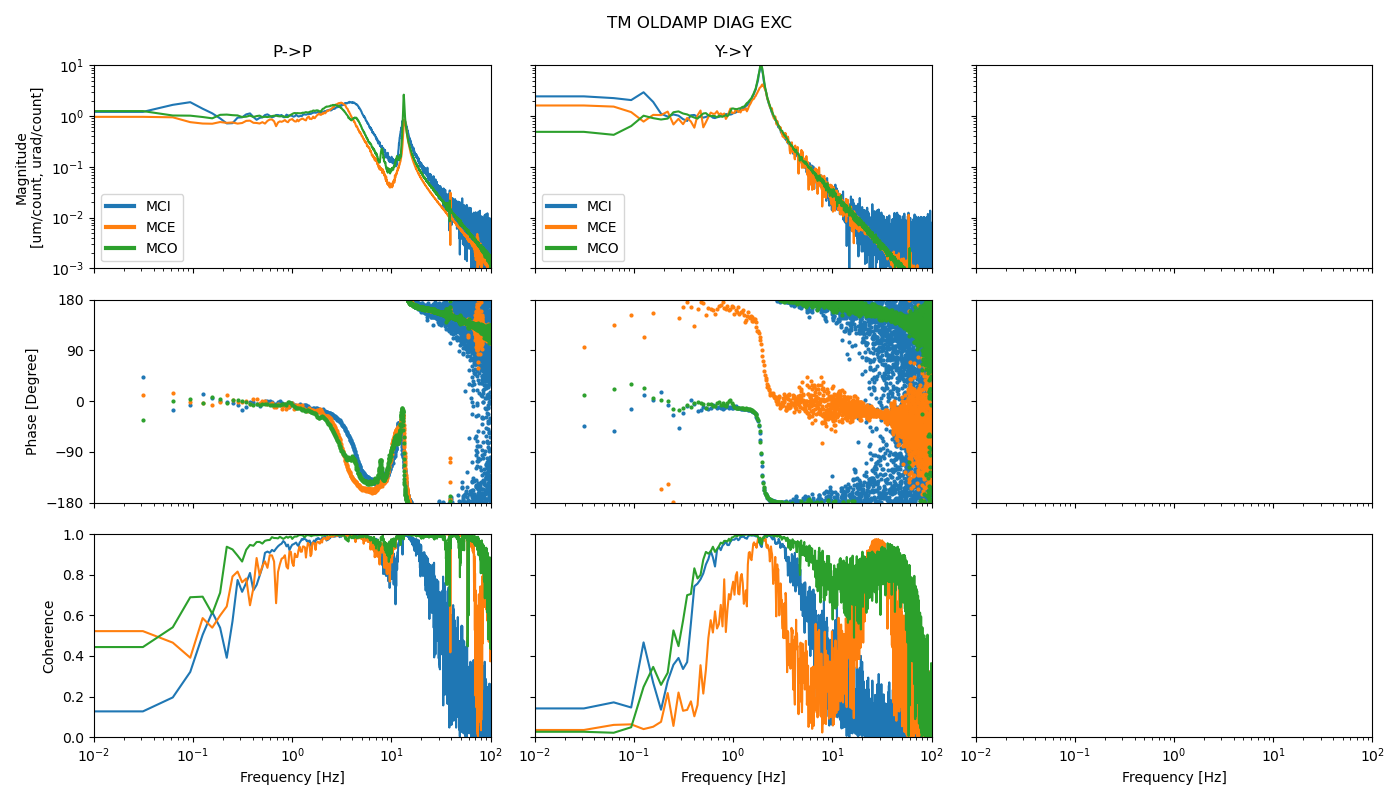 TM OLDAMP DIAG EXC
P->P
Y->Y
Magnitude
[um/count, urad/count]
10^1
10^0
10^-1
10^-2
10^-3
MCI
MCE
MCO
MCI
MCE
MCO
Phase [Degree]
180
90
0
−90
−180
Coherence
1.0
0.8
0.6
0.4
0.2
0.0
10^-2 10^-1 10^0 10^1 10^2
10^-2 10^-1 10^0 10^1 10^2
10^-2 10^-1 10^0 10^1 10^2
Frequency [Hz]
Frequency [Hz]
Frequency [Hz]